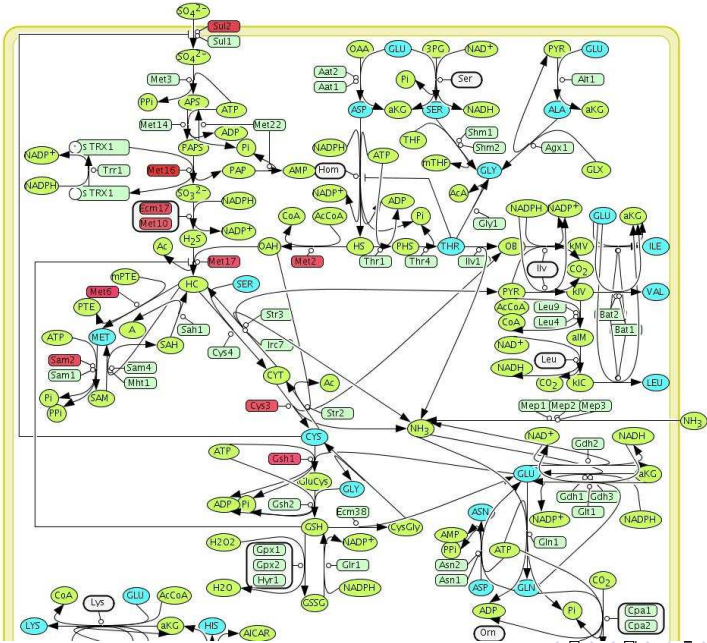 SO₄²⁻
Sul2
Sul1
SO₄²⁻
OAA
GLU
3PG
NAD⁺
PYR
GLU
Met3
Aat2
Aat1
Pi
Ser
Alt1
PPi
APS
ATP
ASP
aKG
SER
NADH
ALA
aKG
Met14
ADP
Met22
NADP⁺
s TRX1
PAPS
Pi
NADPH
ATP
THF
Shm1
Shm2
Agx1
Trr1
Met16
PAP
AMP
Hom
mTHF
GLY
GLX
NADPH
s TRX1
SO₃²⁻
NADPH
NADP⁺
ADP
AcA
Ecm17
Met10
NADP⁺
CoA
AcCoA
Pi
Gly1
NADPH
NADP⁺
GLU
aKG
H₂S
Ac
OAH
HS
PHS
THR
OB
kMV
ILE
Met17
Met2
Thr1
Thr4
Ilv1
Ilv
CO₂
mPTE
Met6
HC
SER
PYR
kIV
VAL
PTE
AcCoA
CoA
Leu9
Leu4
Bat2
Bat1
A
Sah1
Str3
ATP
MET
SAH
Cys4
Irc7
NAD⁺
aIM
Sam2
Sam1
Sam4
Mht1
NADH
Leu
CYT
Ac
CO₂
kIC
LEU
Pi
PPi
SAM
Cys3
Str2
Mep1
Mep2
Mep3
NH₃
NH₃
CYS
NAD⁺
Gdh2
NADH
ATP
Gsh1
GLU
aKG
GluCys
GLY
Gdh1
Gdh3
Glt1
ADP
Pi
Gsh2
Ecm38
ASN
NADP⁺
NADPH
GSH
CysGly
AMP
PPi
ATP
Gln1
H2O2
Gpx1
Gpx2
Hyr1
NADP⁺
Glr1
Asn2
Asn1
H2O
NADPH
ASP
GLN
CO₂
GSSG
CoA
Lys
GLU
AcCoA
ADP
Pi
Cpa1
Cpa2
LYS
aKG
HIS
AICAR
Orn